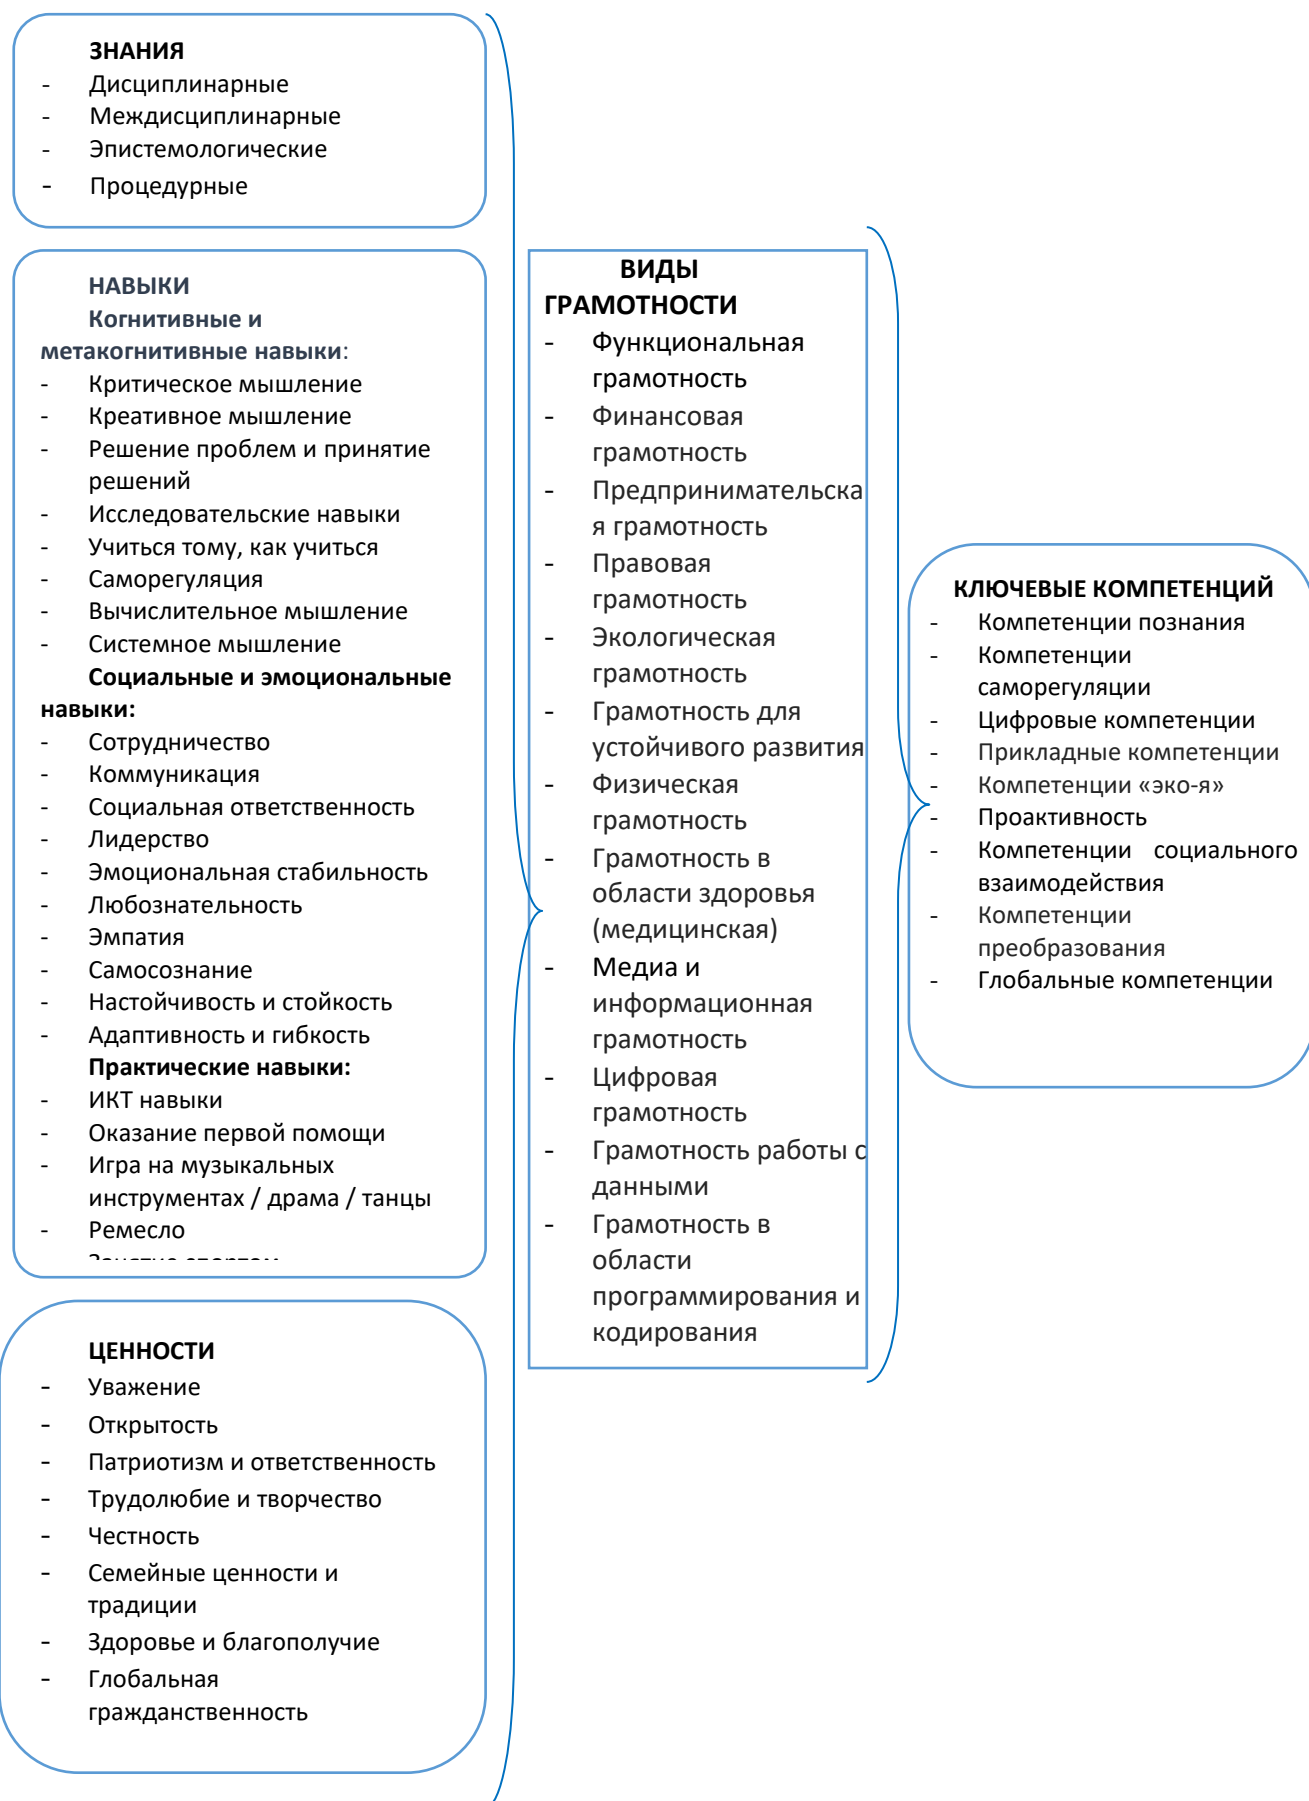 ЗНАНИЯ
- Дисциплинарные
- Междисциплинарные
- Эпистемологические
- Процедурные
НАВЫКИ
Когнитивные и
метакогнитивные навыки:
- Критическое мышление
- Креативное мышление
- Решение проблем и принятие
решений
- Исследовательские навыки
- Учиться тому, как учиться
- Саморегуляция
- Вычислительное мышление
- Системное мышление
Социальные и эмоциональные
навыки:
- Сотрудничество
- Коммуникация
- Социальная ответственность
- Лидерство
- Эмоциональная стабильность
- Любознательность
- Эмпатия
- Самосознание
- Настойчивость и стойкость
- Адаптивность и гибкость
Практические навыки:
- ИКТ навыки
- Оказание первой помощи
- Игра на музыкальных
инструментах / драма / танцы
- Ремесло
ЦЕННОСТИ
- Уважение
- Открытость
- Патриотизм и ответственность
- Трудолюбие и творчество
- Честность
- Семейные ценности и
традиции
- Здоровье и благополучие
- Глобальная
гражданственность
ВИДЫ
ГРАМОТНОСТИ
- Функциональная
грамотность
- Финансовая
грамотность
- Предпринимательска
я грамотность
- Правовая
грамотность
- Экологическая
грамотность
- Грамотность для
устойчивого развития
- Физическая
грамотность
- Грамотность в
области здоровья
(медицинская)
- Медиа и
информационная
грамотность
- Цифровая
грамотность
- Грамотность работы с
данными
- Грамотность в
области
программирования и
кодирования
КЛЮЧЕВЫЕ КОМПЕТЕНЦИЙ
- Компетенции познания
- Компетенции
саморегуляции
- Цифровые компетенции
- Прикладные компетенции
- Компетенции «эко-я»
- Проактивность
- Компетенции социального
взаимодействия
- Компетенции
преобразования
- Глобальные компетенции